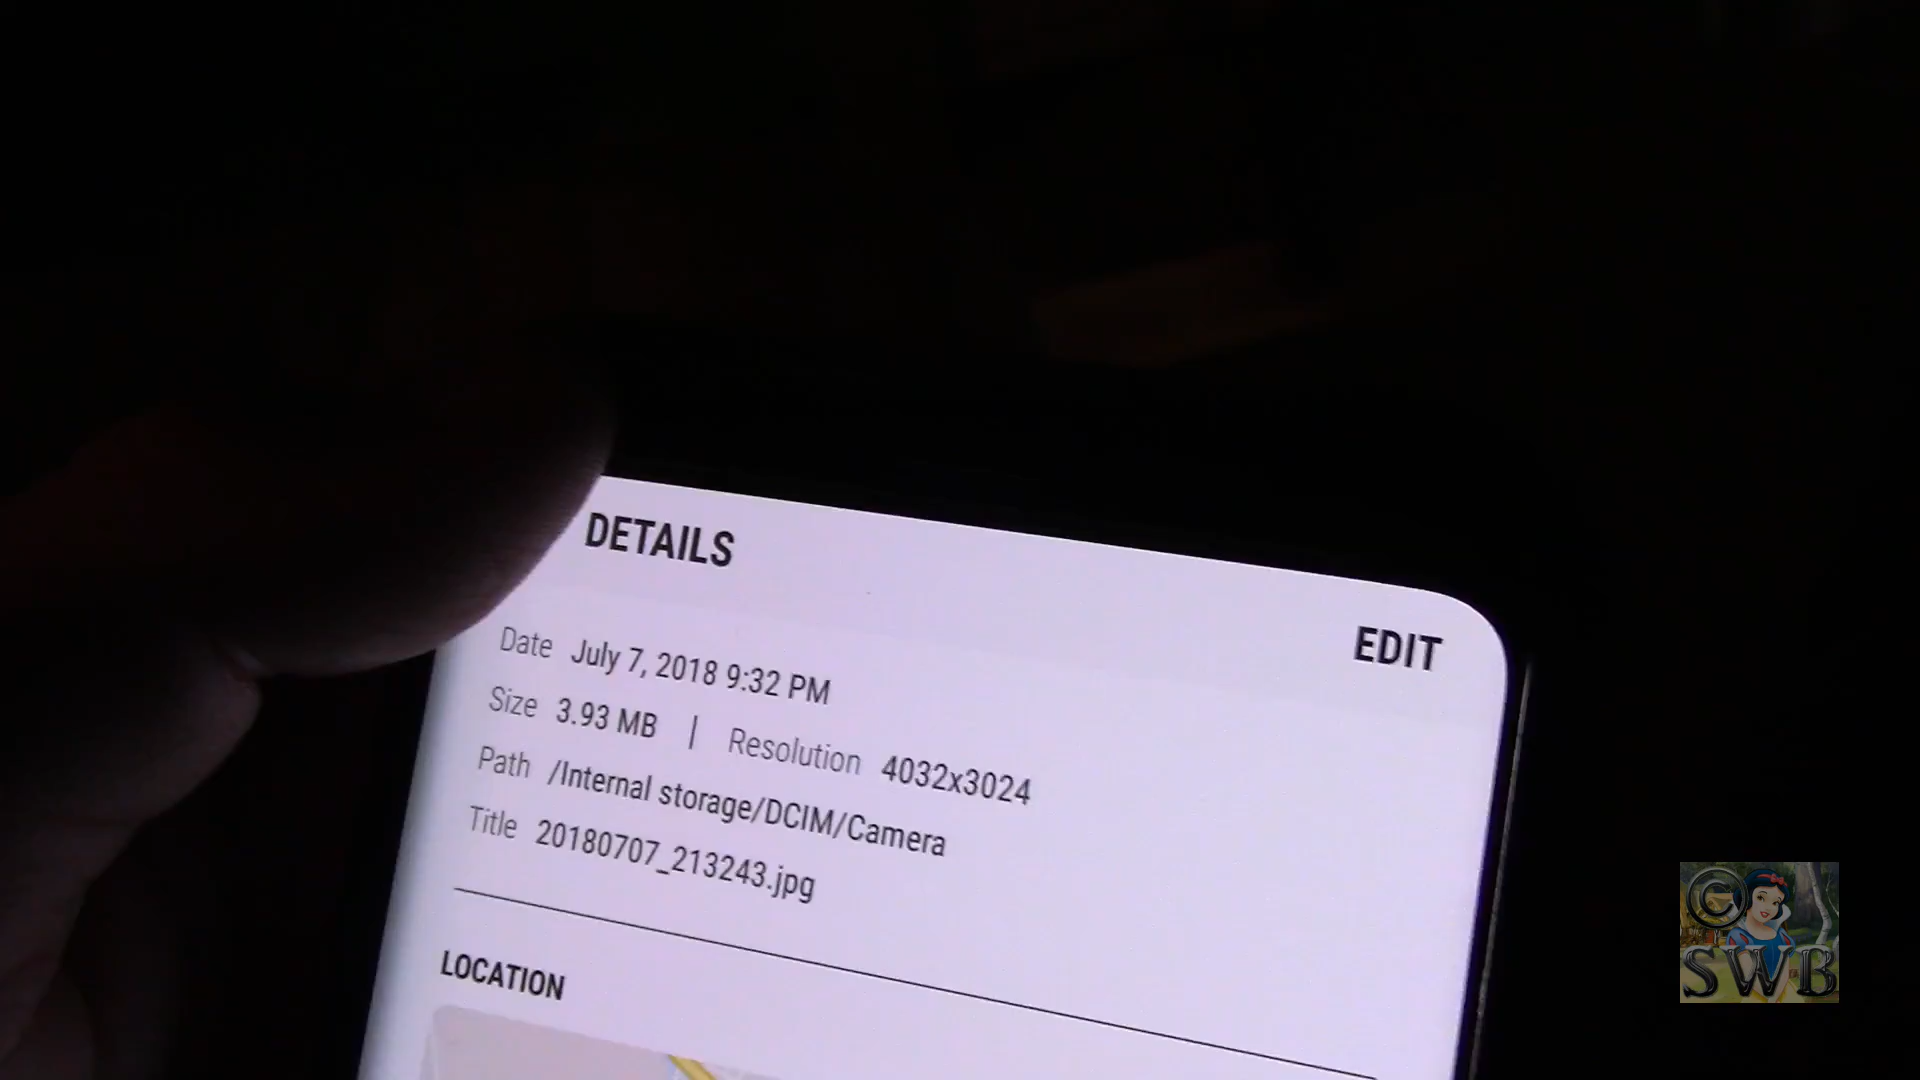 DETAILS
EDIT
Date July 7, 2018 9:32 PM
Size 3.93 MB | Resolution 4032x3024
Path /Internal storage/DCIM/Camera
Title 20180707_213243.jpg
LOCATION
© SWB